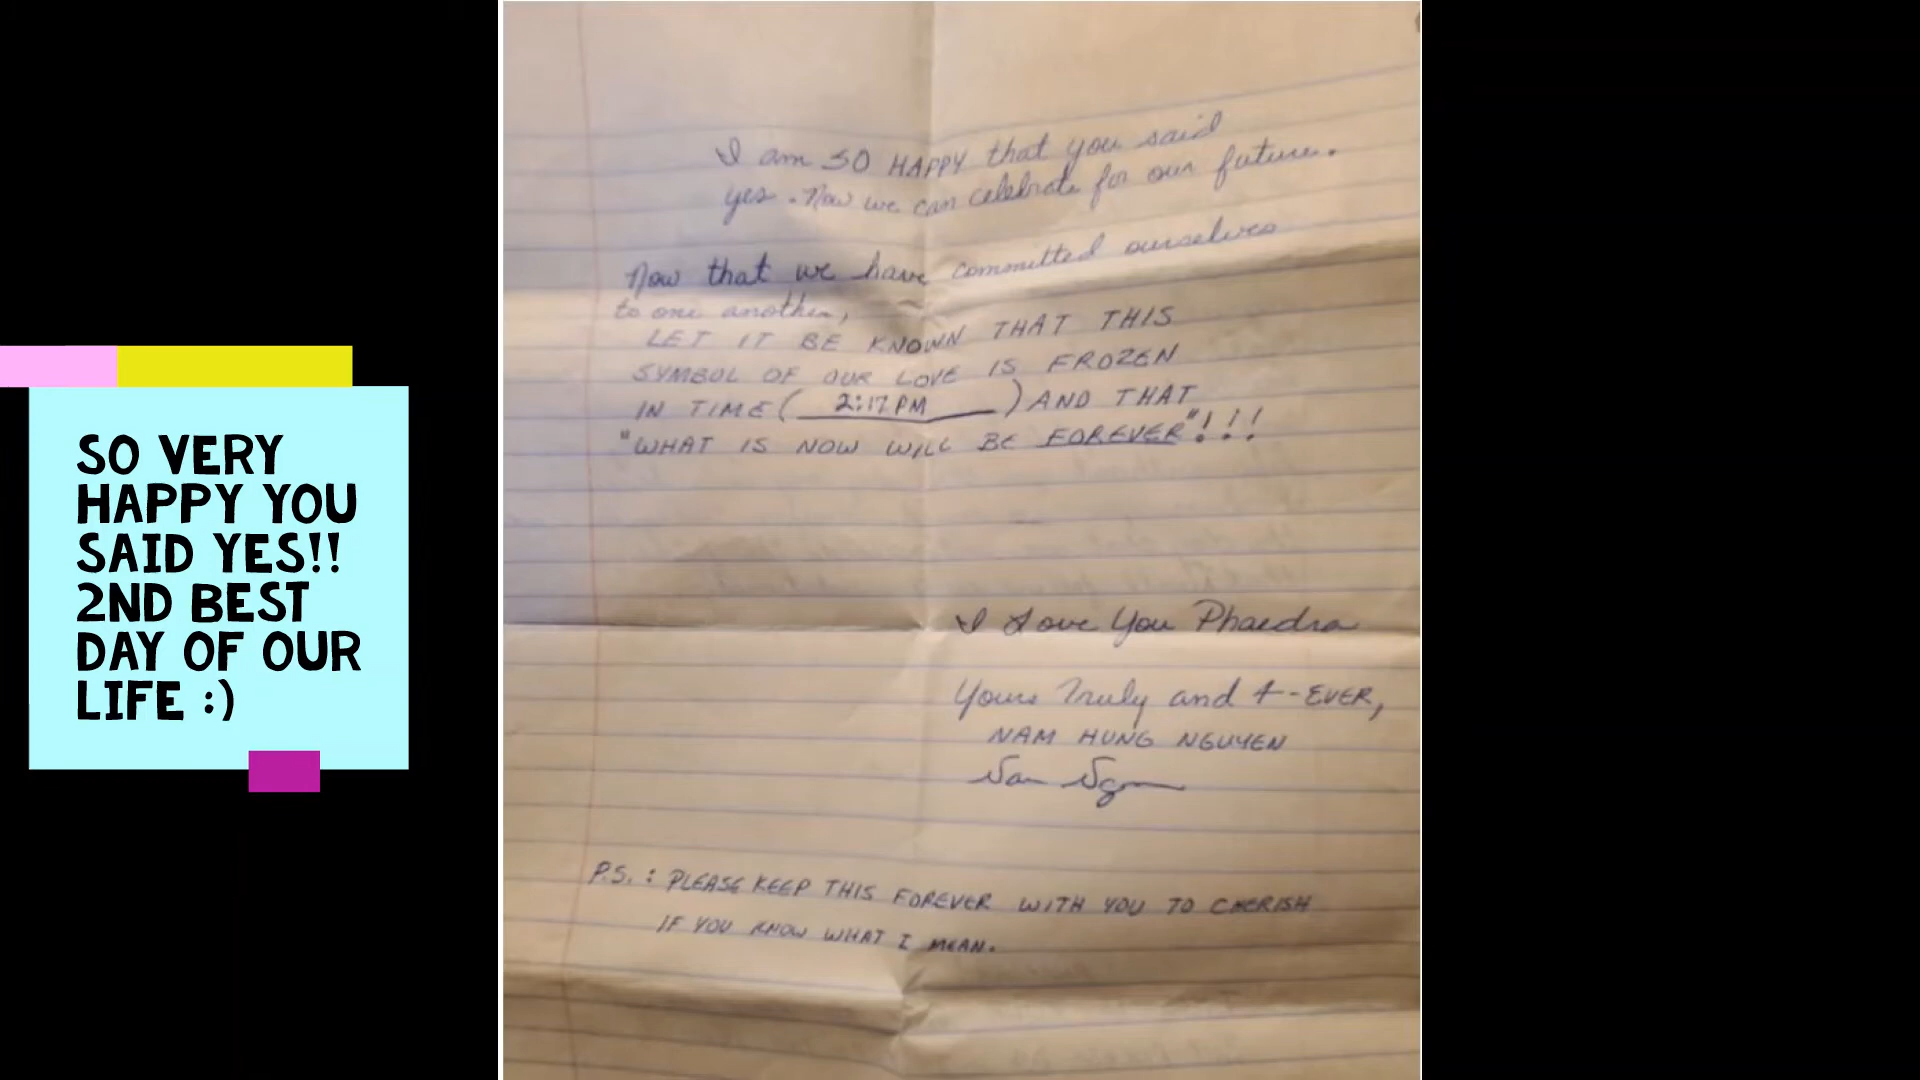 SO VERY
HAPPY YOU
SAID YES!!
2ND BEST
DAY OF OUR
LIFE :)
I am SO HAPPY that you said
yes. Now we can celebrate for our future.
Now that we have committed ourselves
to one another,
LET IT BE KNOWN THAT THIS
SYMBOL OF OUR LOVE IS FROZEN
IN TIME ( 2:17 PM ) AND THAT
"WHAT IS NOW WILL BE FOREVER"!!!
I Love You Phaedra
Yours Truly and 4-EVER,
NAM HUNG NGUYEN
P.S. : PLEASE KEEP THIS FOREVER WITH YOU TO CHERISH
IF YOU KNOW WHAT I MEAN.